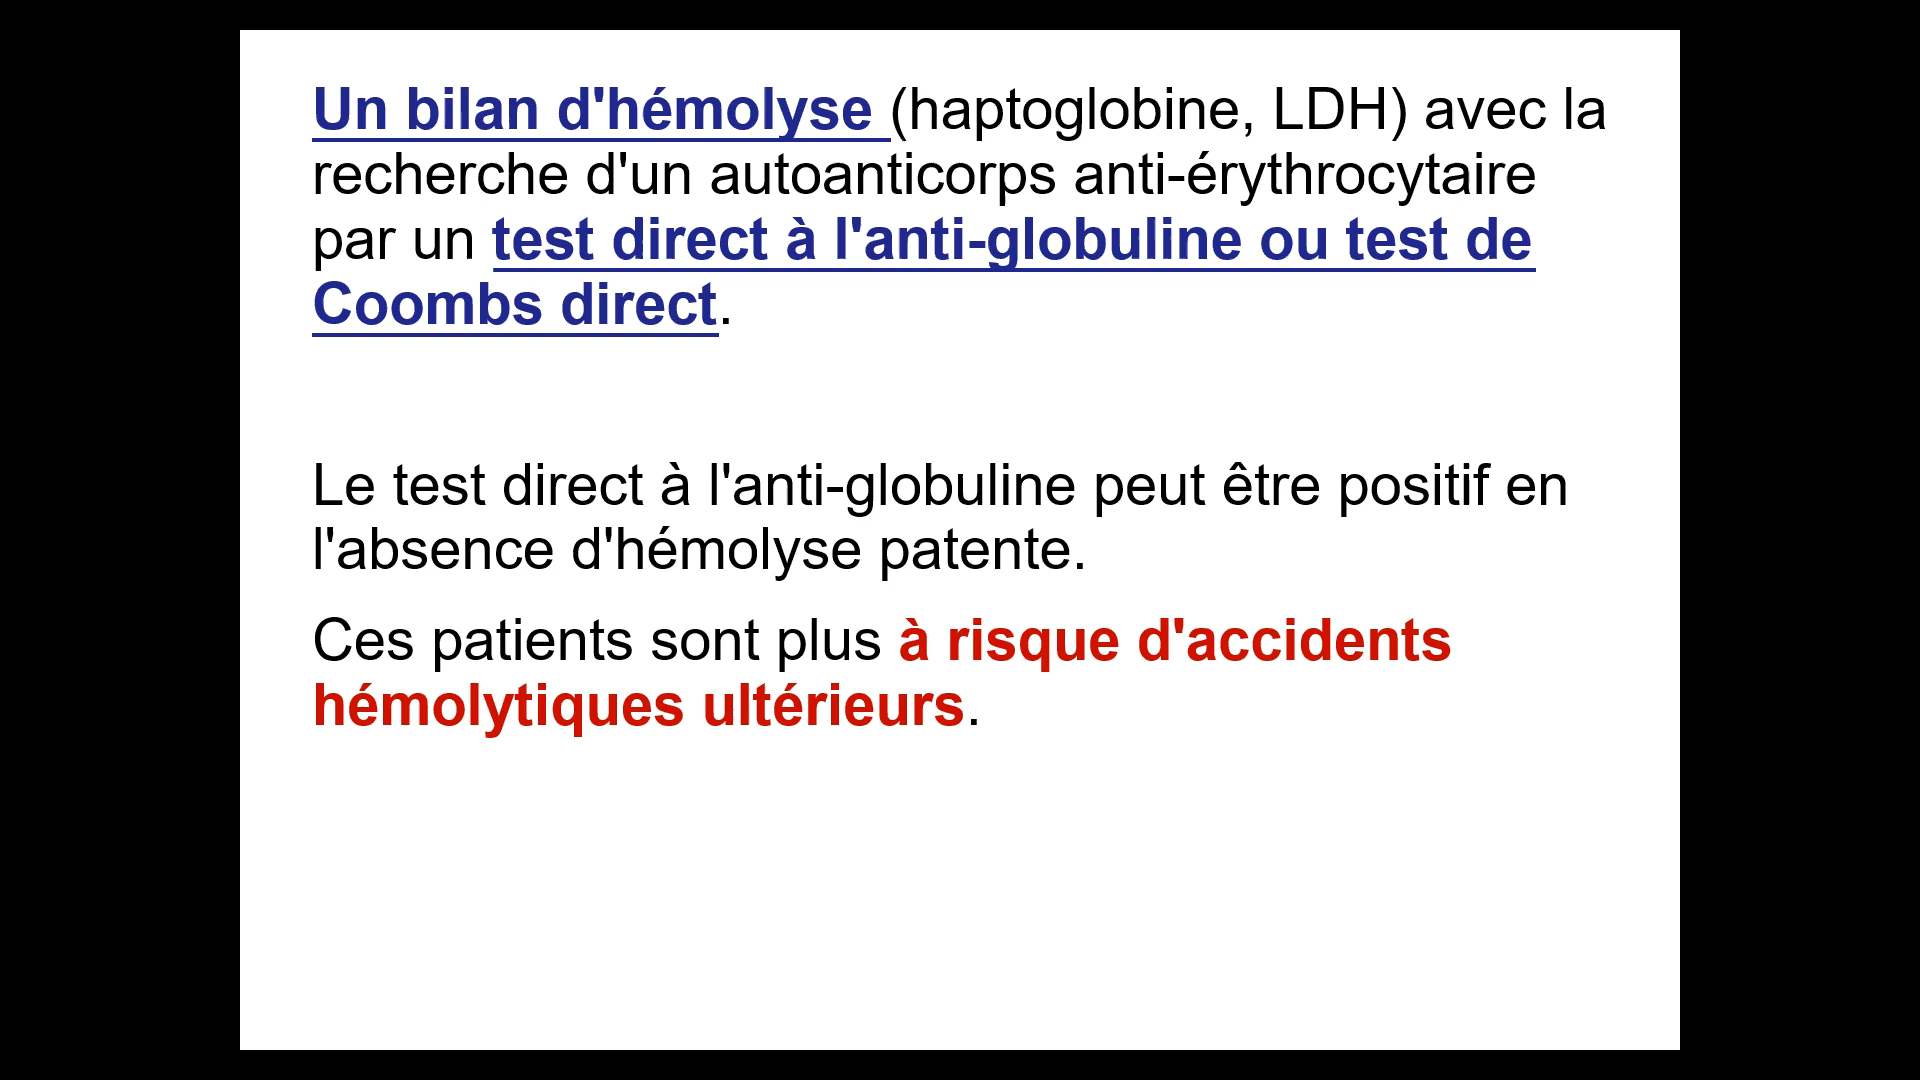 Un bilan d'hémolyse (haptoglobine, LDH) avec la
recherche d'un autoanticorps anti-érythrocytaire
par un test direct à l'anti-globuline ou test de
Coombs direct.
Le test direct à l'anti-globuline peut être positif en
l'absence d'hémolyse patente.
Ces patients sont plus à risque d'accidents
hémolytiques ultérieurs.